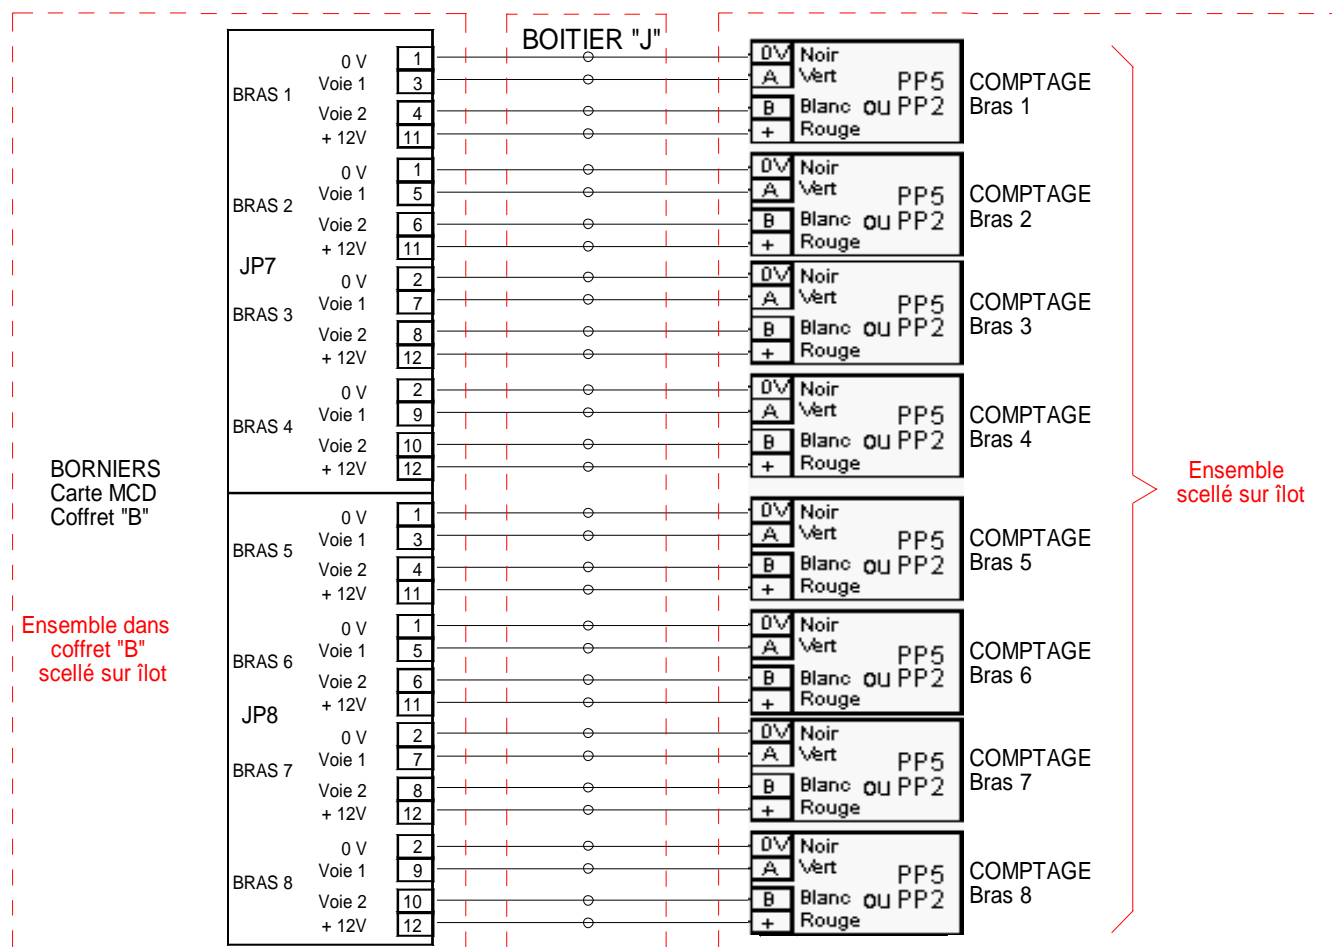 BOITIER "J"
BRAS 1
0 V 1
Voie 1 3
Voie 2 4
+ 12V 11
0V Noir
A Vert
B Blanc
+ Rouge
PP5
ou PP2
COMPTAGE
Bras 1
BRAS 2
0 V 1
Voie 1 5
Voie 2 6
+ 12V 11
0V Noir
A Vert
B Blanc
+ Rouge
PP5
ou PP2
COMPTAGE
Bras 2
JP7
BRAS 3
0 V 2
Voie 1 7
Voie 2 8
+ 12V 12
0V Noir
A Vert
B Blanc
+ Rouge
PP5
ou PP2
COMPTAGE
Bras 3
BRAS 4
0 V 2
Voie 1 9
Voie 2 10
+ 12V 12
0V Noir
A Vert
B Blanc
+ Rouge
PP5
ou PP2
COMPTAGE
Bras 4
BORNIERS
Carte MCD
Coffret "B"
Ensemble
scellé sur îlot
BRAS 5
0 V 1
Voie 1 3
Voie 2 4
+ 12V 11
0V Noir
A Vert
B Blanc
+ Rouge
PP5
ou PP2
COMPTAGE
Bras 5
Ensemble dans
coffret "B"
scellé sur îlot
BRAS 6
0 V 1
Voie 1 5
Voie 2 6
+ 12V 11
0V Noir
A Vert
B Blanc
+ Rouge
PP5
ou PP2
COMPTAGE
Bras 6
JP8
BRAS 7
0 V 2
Voie 1 7
Voie 2 8
+ 12V 12
0V Noir
A Vert
B Blanc
+ Rouge
PP5
ou PP2
COMPTAGE
Bras 7
BRAS 8
0 V 2
Voie 1 9
Voie 2 10
+ 12V 12
0V Noir
A Vert
B Blanc
+ Rouge
PP5
ou PP2
COMPTAGE
Bras 8